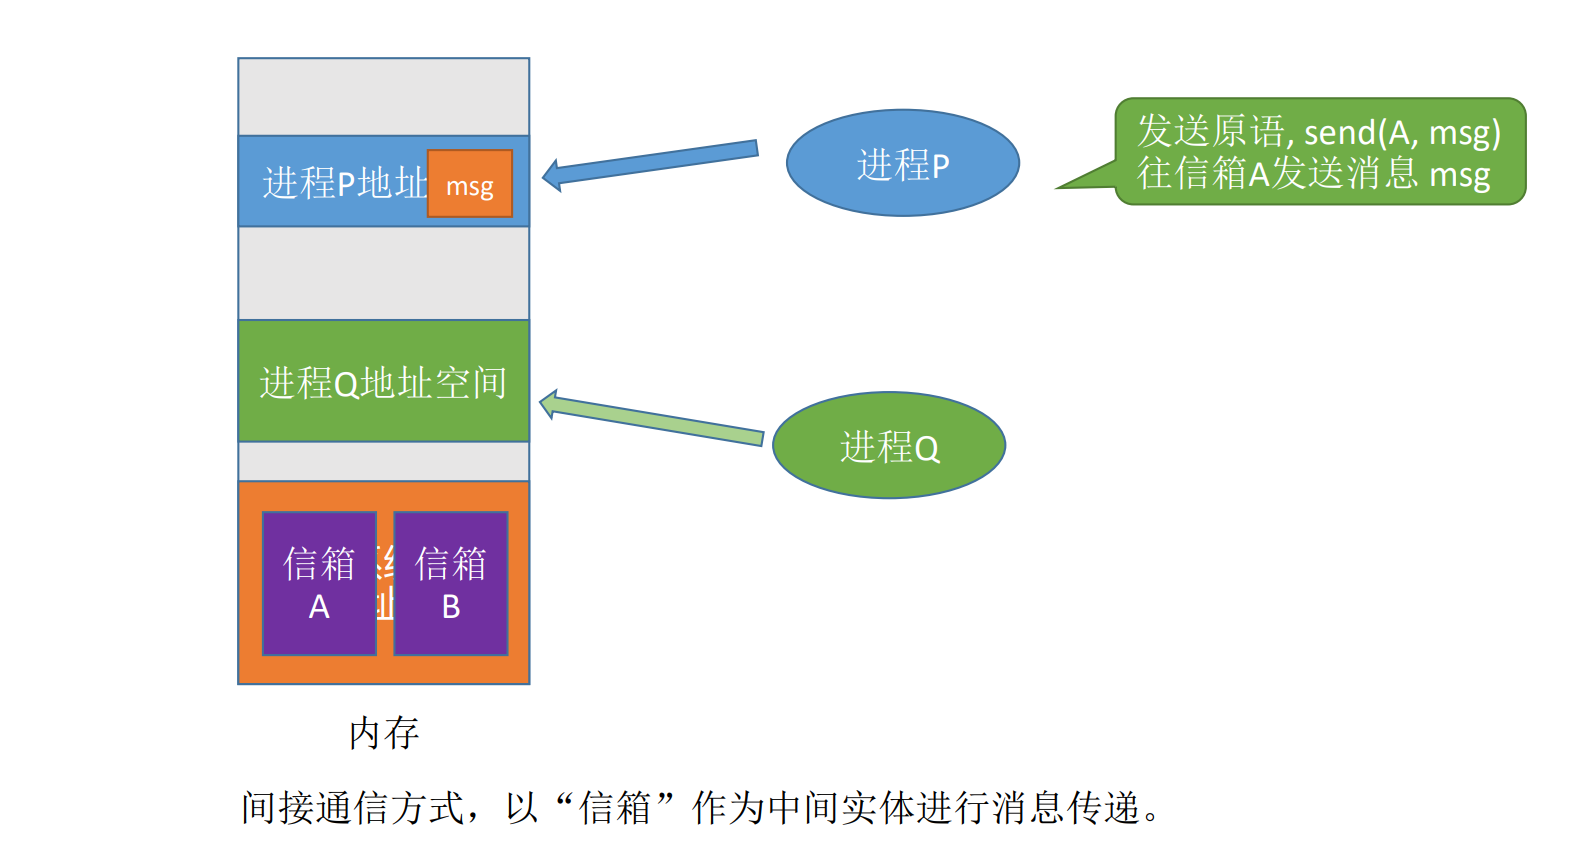 进程P地址
msg
进程P
发送原语, send(A, msg)
往信箱A发送消息 msg
进程Q地址空间
进程Q
信箱
A
信箱
B
内存
间接通信方式，以“信箱”作为中间实体进行消息传递。